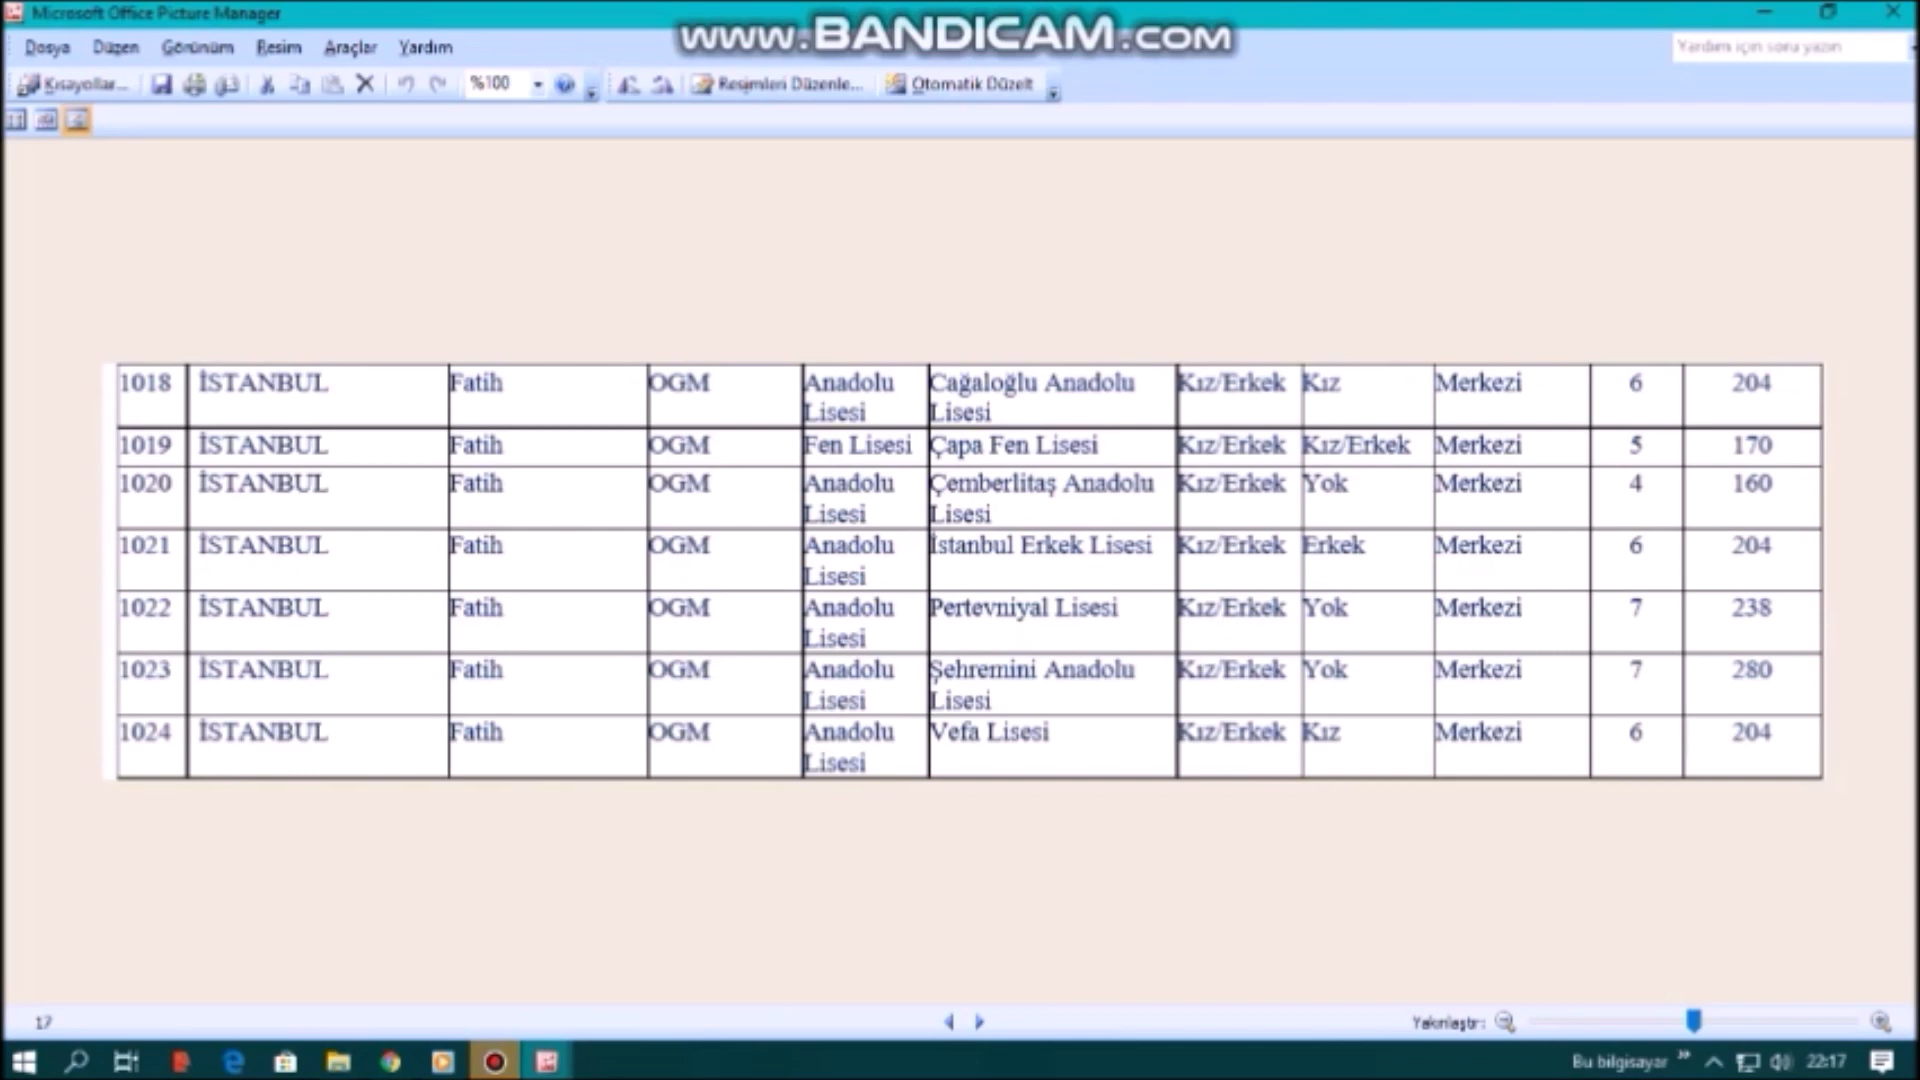 Microsoft Office Picture Manager
www.BANDICAM.com
Dosya Düzen Görünüm Resim Araçlar Yardım
Yardım için soru yazın
Kısayollar... %100 Resimleri Düzenle... Otomatik Düzelt
1018 İSTANBUL Fatih OGM Anadolu Lisesi Cağaloğlu Anadolu Lisesi Kız/Erkek Kız Merkezi 6 204
1019 İSTANBUL Fatih OGM Fen Lisesi Çapa Fen Lisesi Kız/Erkek Kız/Erkek Merkezi 5 170
1020 İSTANBUL Fatih OGM Anadolu Lisesi Çemberlitaş Anadolu Lisesi Kız/Erkek Yok Merkezi 4 160
1021 İSTANBUL Fatih OGM Anadolu Lisesi İstanbul Erkek Lisesi Kız/Erkek Erkek Merkezi 6 204
1022 İSTANBUL Fatih OGM Anadolu Lisesi Pertevniyal Lisesi Kız/Erkek Yok Merkezi 7 238
1023 İSTANBUL Fatih OGM Anadolu Lisesi Şehremini Anadolu Lisesi Kız/Erkek Yok Merkezi 7 280
1024 İSTANBUL Fatih OGM Anadolu Lisesi Vefa Lisesi Kız/Erkek Kız Merkezi 6 204
17 Yakınlaştır:
Bu bilgisayar 22:17